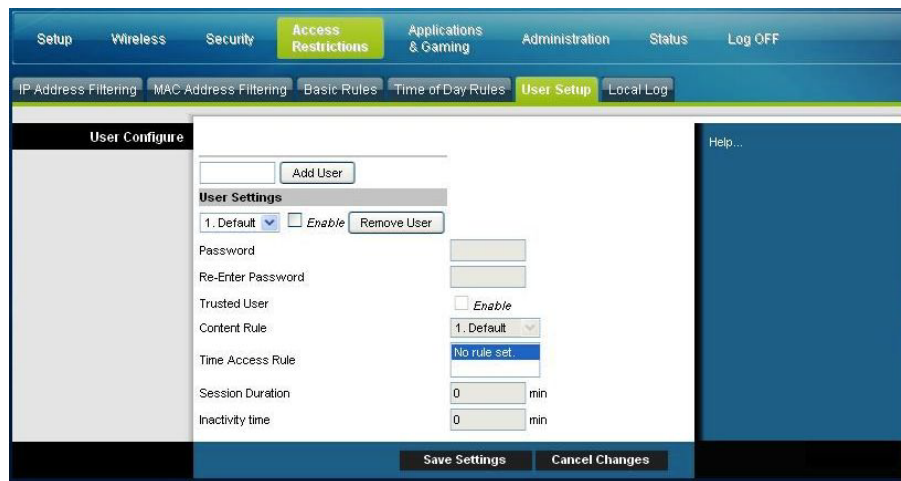 Setup Wireless Security Access Restrictions Applications & Gaming Administration Status Log OFF
IP Address Filtering MAC Address Filtering Basic Rules Time of Day Rules User Setup Local Log
User Configure
Help...
Add User
User Settings
1. Default Enable Remove User
Password
Re-Enter Password
Trusted User Enable
Content Rule 1. Default
Time Access Rule No rule set.
Session Duration 0 min
Inactivity time 0 min
Save Settings Cancel Changes